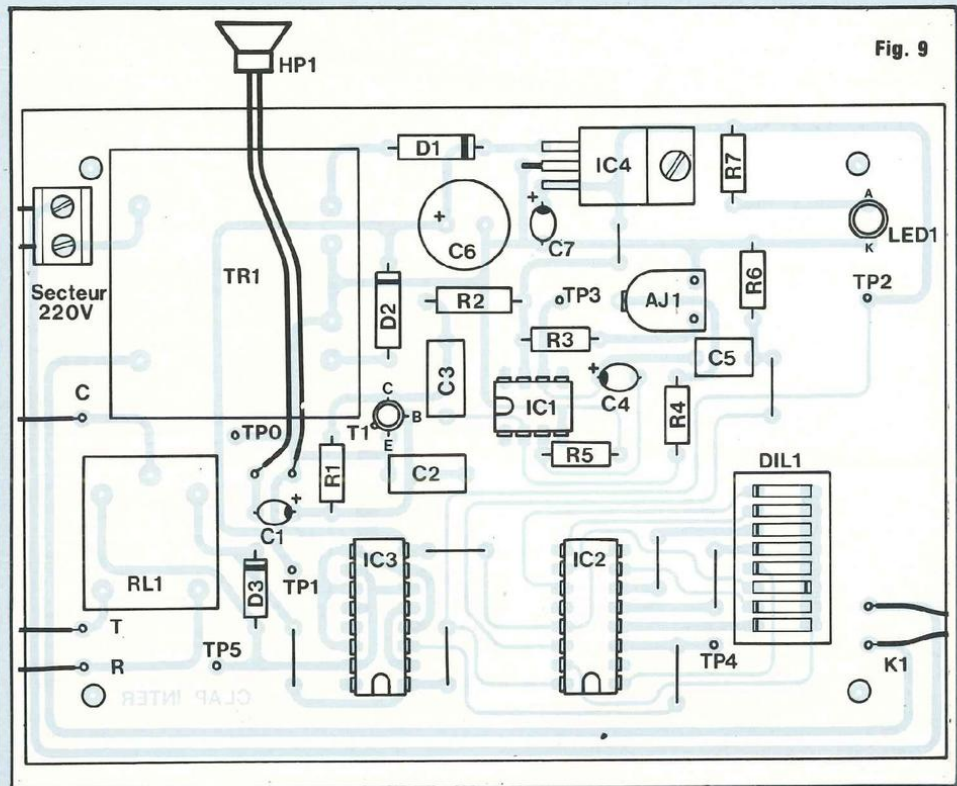 Fig. 9
HP1
D1
IC4
R7
A
LED1
K
C6
C7
TR1
Secteur
220V
D2
R2
TP3
AJ1
R6
TP2
R3
C3
C5
C
C
T1
B
E
IC1
C4
R4
TP0
R1
C2
R5
DIL1
C1
IC3
IC2
RL1
D3
TP1
T
R
TP5
TP4
K1
CLAP INTER